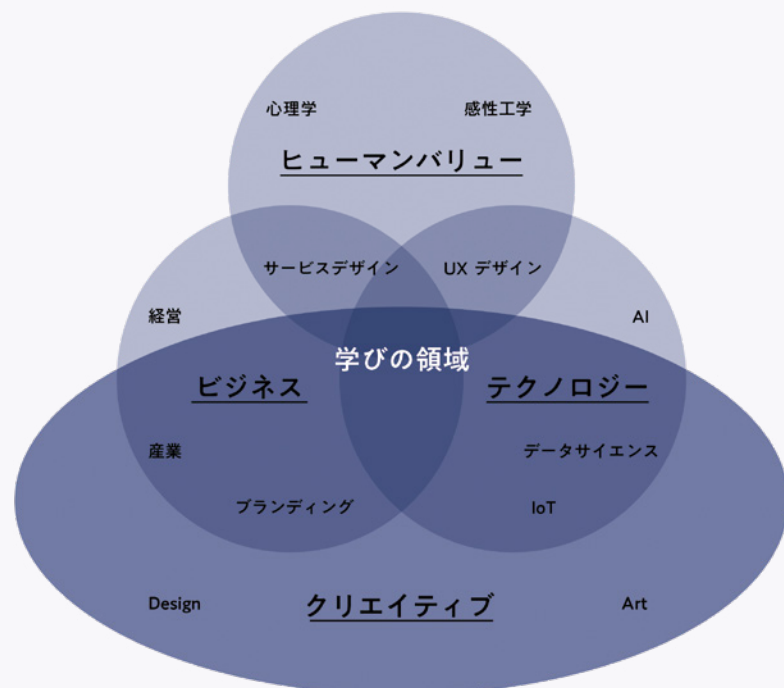 心理学
感性工学
ヒューマンバリュー
サービスデザイン
UX デザイン
経営
AI
学びの領域
ビジネス
テクノロジー
産業
データサイエンス
ブランディング
IoT
Design
クリエイティブ
Art